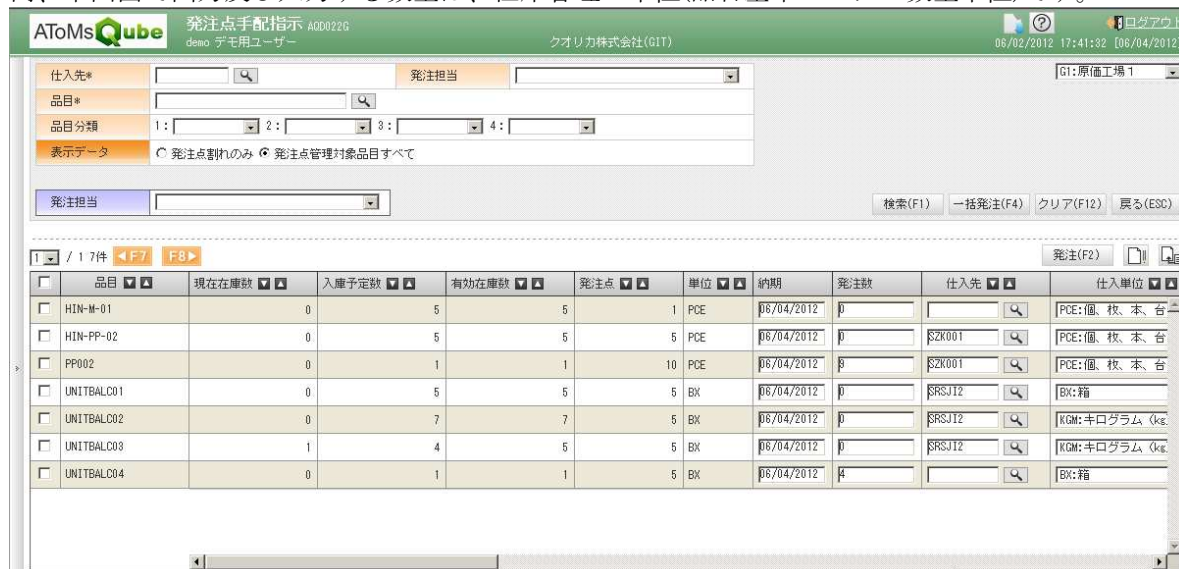 AToMsQube 発注点手配指示 AQD022G ログアウト
demo デモ用ユーザー クオリカ株式会社(GIT) 06/02/2012 17:41:32 [06/04/2012]
仕入先* 発注担当 G1:原価工場1
品目*
品目分類 1: 2: 3: 4:
表示データ 発注点割れのみ 発注点管理対象品目すべて
発注担当 検索(F1) 一括発注(F4) クリア(F12) 戻る(ESC)
1 / 1 7件 F7 F8 発注(F2)
品目 現在在庫数 入庫予定数 有効在庫数 発注点 単位 納期 発注数 仕入先 仕入単位
HIN-M-01 0 5 5 1 PCE 06/04/2012 0 PCE:個、枚、本、台
HIN-PP-02 0 5 5 5 PCE 06/04/2012 0 SZK001 PCE:個、枚、本、台
PP002 0 1 1 10 PCE 06/04/2012 9 SZK001 PCE:個、枚、本、台
UNITBALC01 0 5 5 5 BX 06/04/2012 0 SRSJI2 BX:箱
UNITBALC02 0 7 7 5 BX 06/04/2012 0 SRSJI2 KGM:キログラム (kg
UNITBALC03 1 4 5 5 BX 06/04/2012 0 SRSJI2 KGM:キログラム (kg
UNITBALC04 0 1 1 5 BX 06/04/2012 4 BX:箱